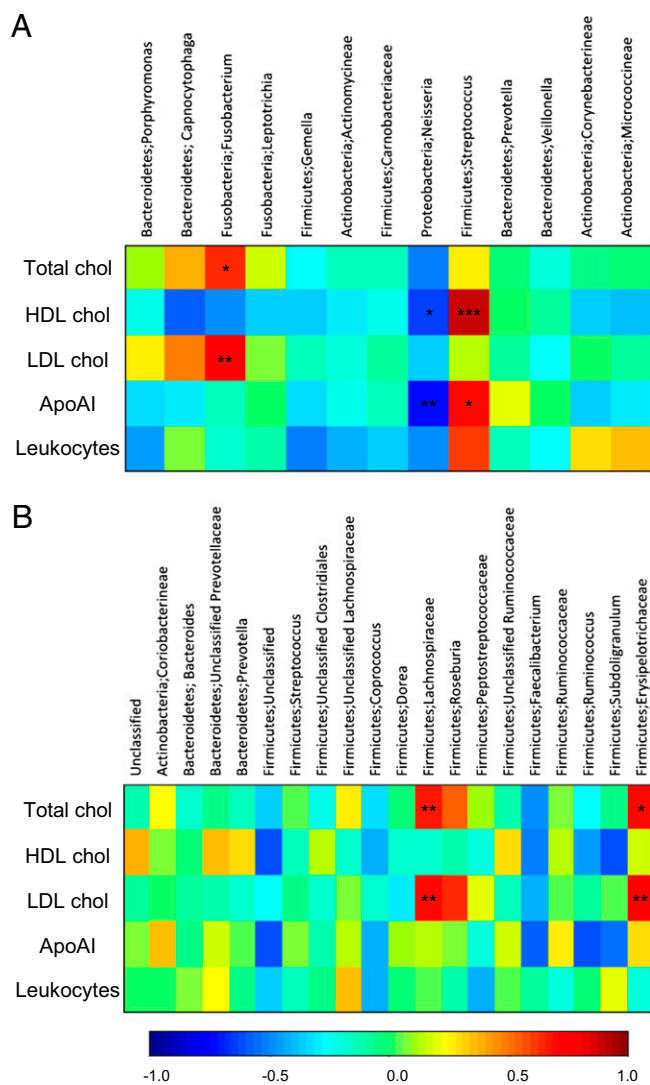 A
Bacteroidetes;Porphyromonas
Bacteroidetes; Capnocytophaga
Fusobacteria;Fusobacterium
Fusobacteria;Leptotrichia
Firmicutes;Gemella
Actinobacteria;Actinomycineae
Firmicutes;Carnobacteriaceae
Proteobacteria;Neisseria
Firmicutes;Streptococcus
Bacteroidetes;Prevotella
Bacteroidetes;Veillonella
Actinobacteria;Corynebacterineae
Actinobacteria;Micrococcineae
Total chol *
HDL chol * ***
LDL chol **
ApoAI ** *
Leukocytes
B
Unclassified
Actinobacteria;Coriobacterineae
Bacteroidetes; Bacteroides
Bacteroidetes;Unclassified Prevotellaceae
Bacteroidetes;Prevotella
Firmicutes;Unclassified
Firmicutes;Streptococcus
Firmicutes;Unclassified Clostridiales
Firmicutes;Unclassified Lachnospiraceae
Firmicutes;Coprococcus
Firmicutes;Dorea
Firmicutes;Lachnospiraceae
Firmicutes;Roseburia
Firmicutes;Peptostreptococcaceae
Firmicutes;Unclassified Ruminococcaceae
Firmicutes;Faecalibacterium
Firmicutes;Ruminococcaceae
Firmicutes;Ruminococcus
Firmicutes;Subdoligranulum
Firmicutes;Erysipelotrichaceae
Total chol ** *
HDL chol
LDL chol ** **
ApoAI
Leukocytes
-1.0 -0.5 0.0 0.5 1.0